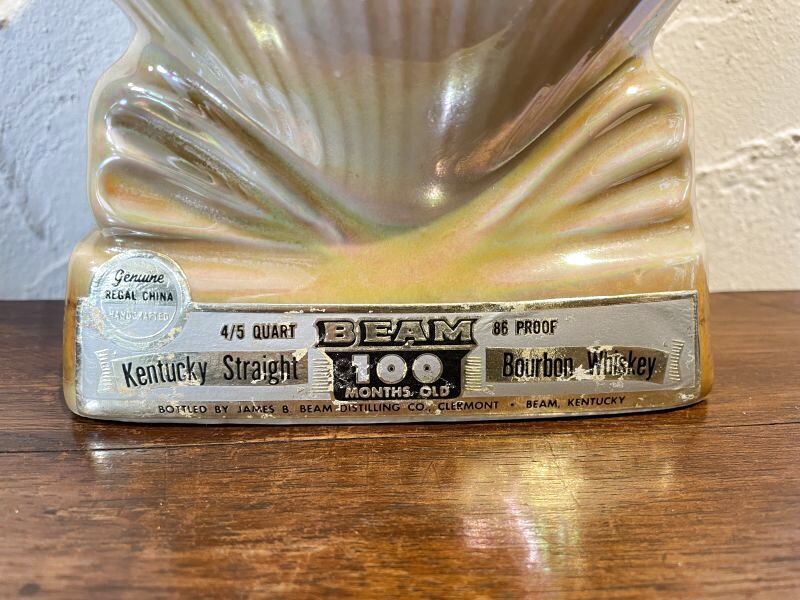 Genuine
REGAL CHINA
HANDCRAFTED
4/5 QUART BEAM 86 PROOF
Kentucky Straight 100 Bourbon Whiskey
MONTHS OLD
BOTTLED BY JAMES B. BEAM DISTILLING CO., CLERMONT • BEAM, KENTUCKY